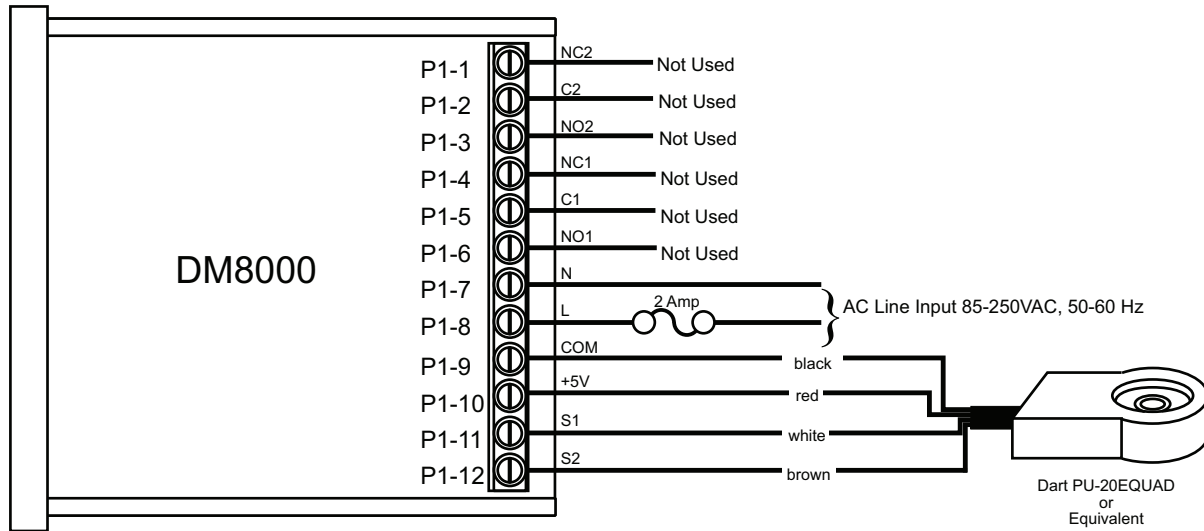 DM8000
P1-1 NC2 Not Used
P1-2 C2 Not Used
P1-3 NO2 Not Used
P1-4 NC1 Not Used
P1-5 C1 Not Used
P1-6 NO1 Not Used
P1-7 N
P1-8 L 2 Amp
AC Line Input 85-250VAC, 50-60 Hz
P1-9 COM black
P1-10 +5V red
P1-11 S1 white
P1-12 S2 brown
Dart PU-20EQUAD
or
Equivalent